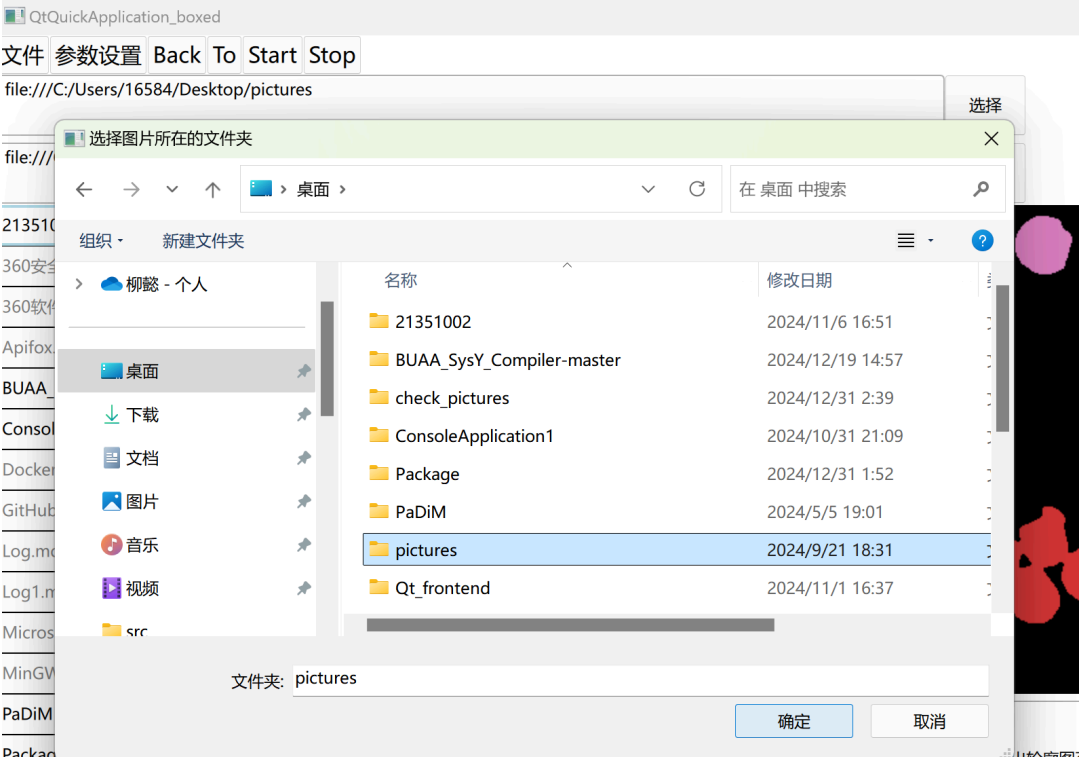 QtQuickApplication_boxed
文件 参数设置 Back To Start Stop
file:///C:/Users/16584/Desktop/pictures
选择
选择图片所在的文件夹
file:///
桌面
在 桌面 中搜索
213510
组织 新建文件夹
360安全
柳懿 - 个人
名称 修改日期
360软件
21351002 2024/11/6 16:51
Apifox.
BUAA_SysY_Compiler-master 2024/12/19 14:57
桌面
BUAA_
check_pictures 2024/12/31 2:39
下载
Consol
ConsoleApplication1 2024/10/31 21:09
文档
Docker
Package 2024/12/31 1:52
图片
GitHub
PaDiM 2024/5/5 19:01
音乐
Log.mo
pictures 2024/9/21 18:31
视频
Log1.m
Qt_frontend 2024/11/1 16:37
src
Micros
MinGW
文件夹: pictures
PaDiM
确定 取消
Packag